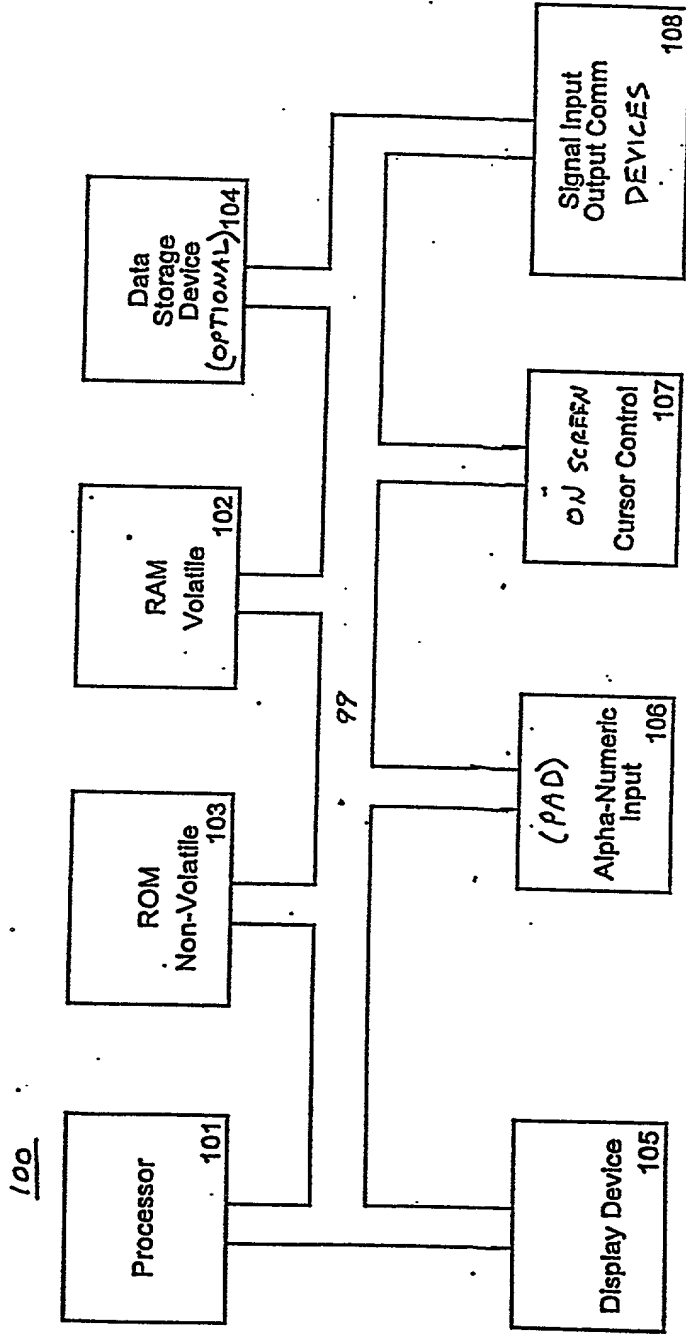 100
Processor
101
ROM
Non-Volatile
103
RAM
Volatile
102
Data
Storage
Device
(OPTIONAL) 104
99
Display Device
105
(PAD)
Alpha-Numeric
Input
106
ON SCREEN
Cursor Control
107
Signal Input
Output Comm
DEVICES
108